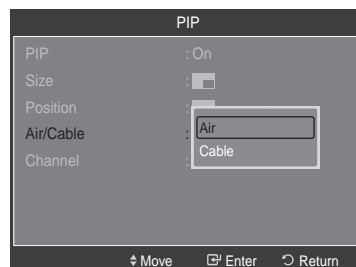 PIP
PIP : On
Size :
Position :
Air/Cable : Air
Cable
Channel :
Move Enter Return